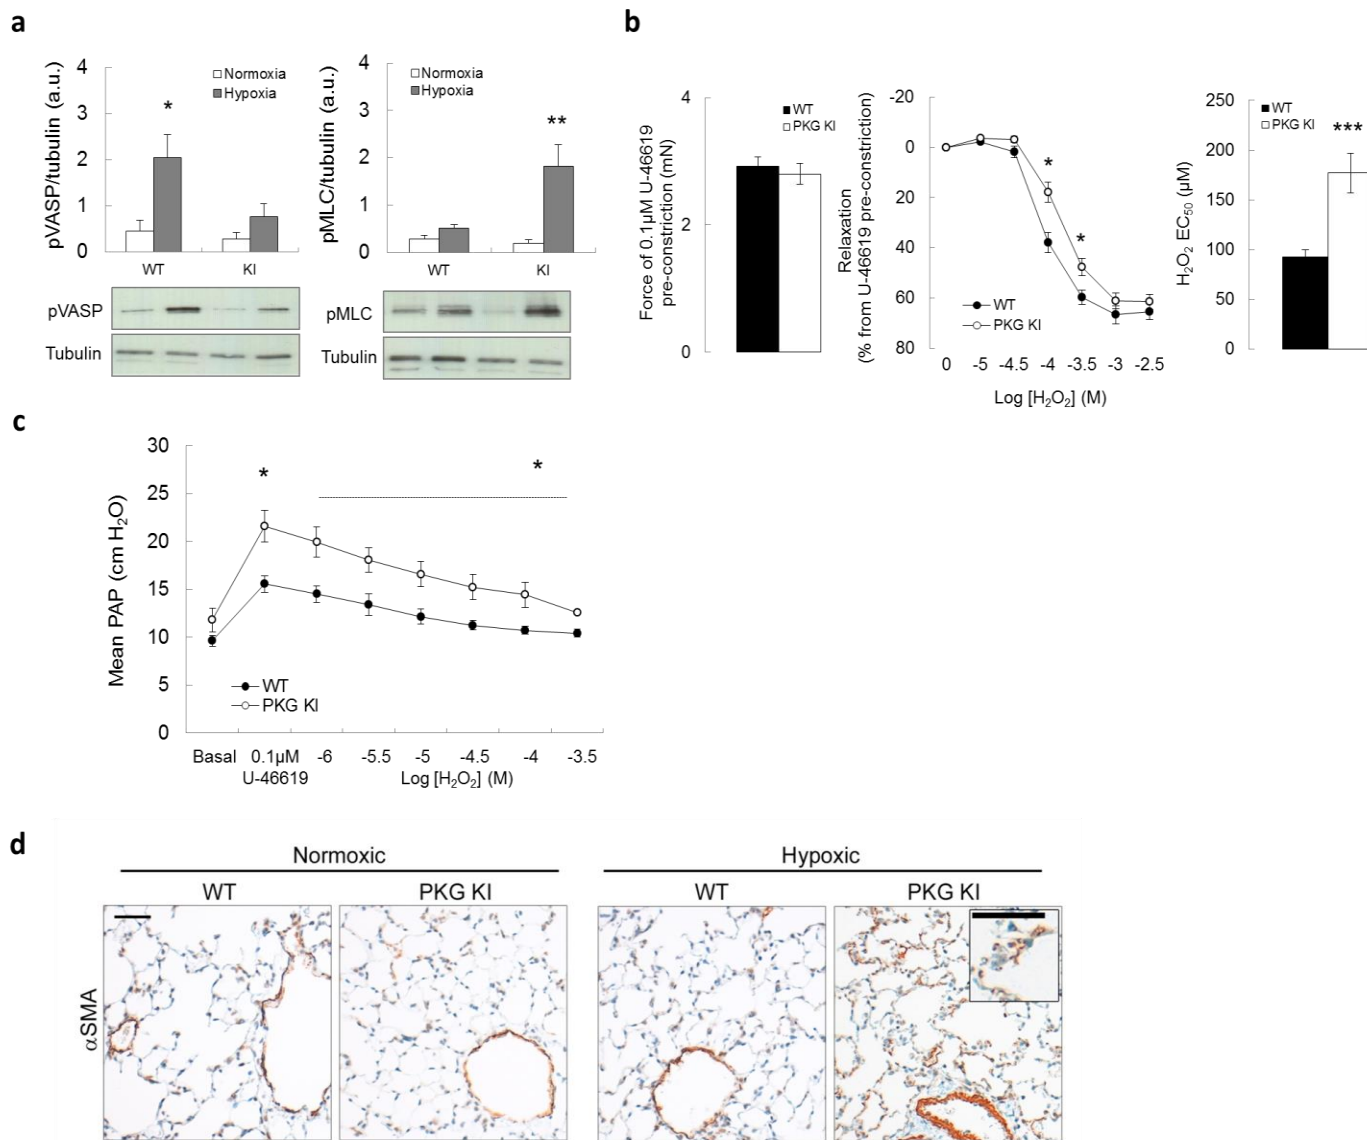 a
pVASP/tubulin (a.u.)
4
3
2
1
0
Normoxia
Hypoxia
*
WT
KI
pVASP
Tubulin
pMLC/tubulin (a.u.)
4
3
2
1
0
Normoxia
Hypoxia
**
WT
KI
pMLC
Tubulin
b
Force of 0.1μM U-46619
pre-constriction (mN)
4
2
0
WT
PKG KI
Relaxation
(% from U-46619 pre-constriction)
-20
0
20
40
60
80
*
*
WT
PKG KI
0 -5 -4.5 -4 -3.5 -3 -2.5
Log [H₂O₂] (M)
H₂O₂ EC₅₀ (μM)
250
200
150
100
50
0
WT
PKG KI
***
c
Mean PAP (cm H₂O)
30
25
20
15
10
5
0
*
*
WT
PKG KI
Basal 0.1μM -6 -5.5 -5 -4.5 -4 -3.5
U-46619 Log [H₂O₂] (M)
d
Normoxic Hypoxic
WT PKG KI WT PKG KI
αSMA